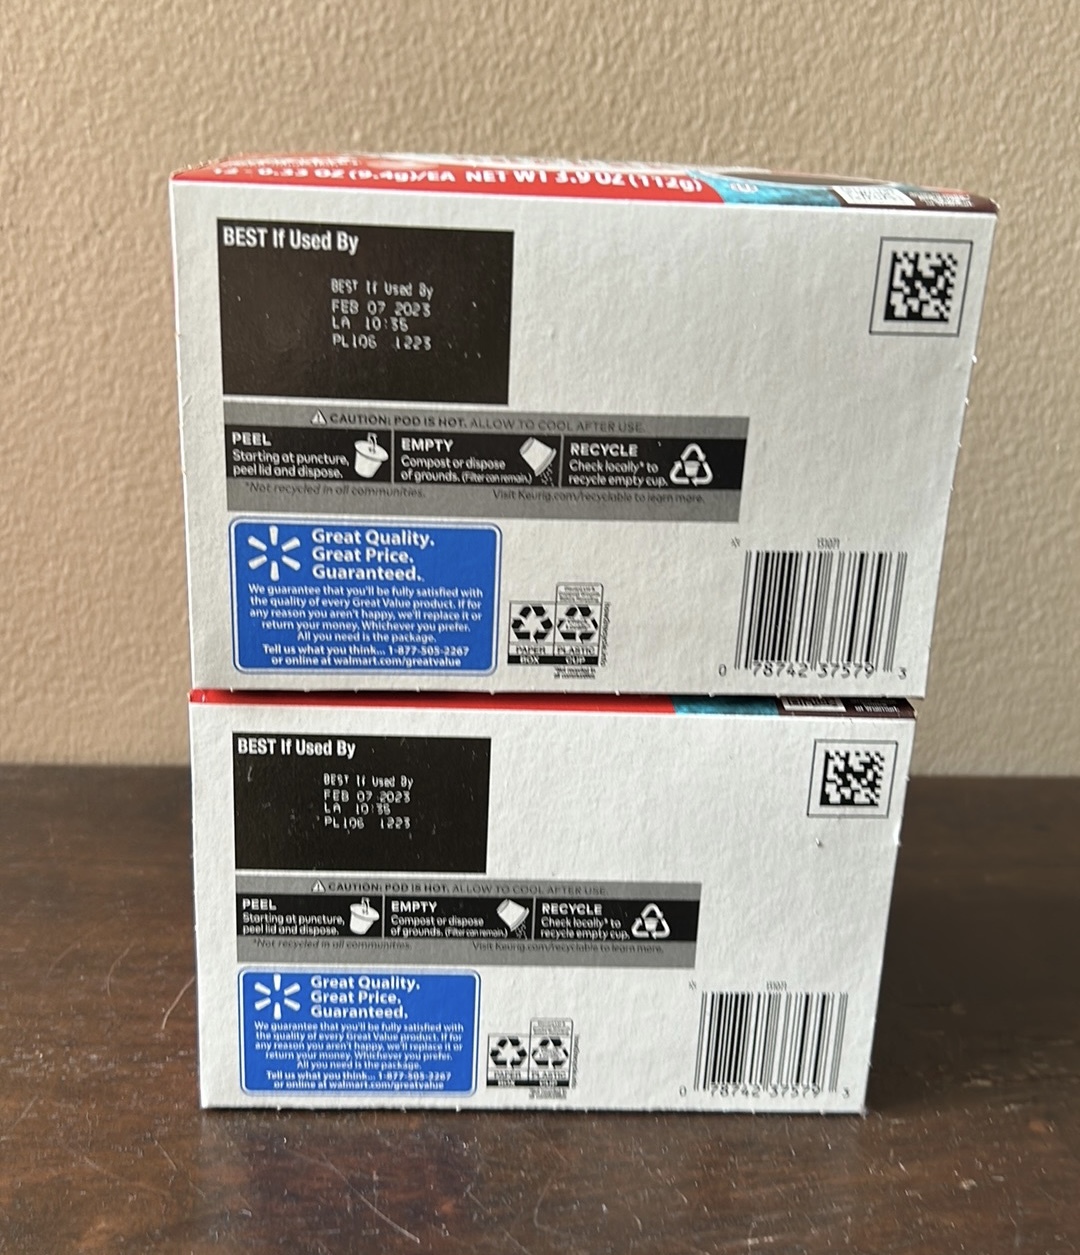 12 - 0.33 OZ (9.4g)/EA NET WT 3.9 OZ (112g)
BEST If Used By
BEST If Used By
FEB 07 2023
LA 10:35
PL106 1223
CAUTION: POD IS HOT. ALLOW TO COOL AFTER USE.
PEEL
Starting at puncture,
peel lid and dispose.
EMPTY
Compost or dispose
of grounds. (Filter can remain.)
RECYCLE
Check locally* to
recycle empty cup.
*Not recycled in all communities.
Visit Keurig.com/recyclable to learn more.
Great Quality.
Great Price.
Guaranteed.
We guarantee that you'll be fully satisfied with
the quality of every Great Value product. If for
any reason you aren't happy, we'll replace it or
return your money. Whichever you prefer.
All you need is the package.
Tell us what you think... 1-877-505-2267
or online at walmart.com/greatvalue
PAPER
BOX
PLASTIC
CUP
0 78742 37579 3
BEST If Used By
BEST If Used By
FEB 07 2023
LA 10:35
PL106 1223
CAUTION: POD IS HOT. ALLOW TO COOL AFTER USE.
PEEL
Starting at puncture,
peel lid and dispose.
EMPTY
Compost or dispose
of grounds. (Filter can remain.)
RECYCLE
Check locally* to
recycle empty cup.
*Not recycled in all communities.
Visit Keurig.com/recyclable to learn more.
Great Quality.
Great Price.
Guaranteed.
We guarantee that you'll be fully satisfied with
the quality of every Great Value product. If for
any reason you aren't happy, we'll replace it or
return your money. Whichever you prefer.
All you need is the package.
Tell us what you think... 1-877-505-2267
or online at walmart.com/greatvalue
PAPER
BOX
CUP
0 78742 37579 3